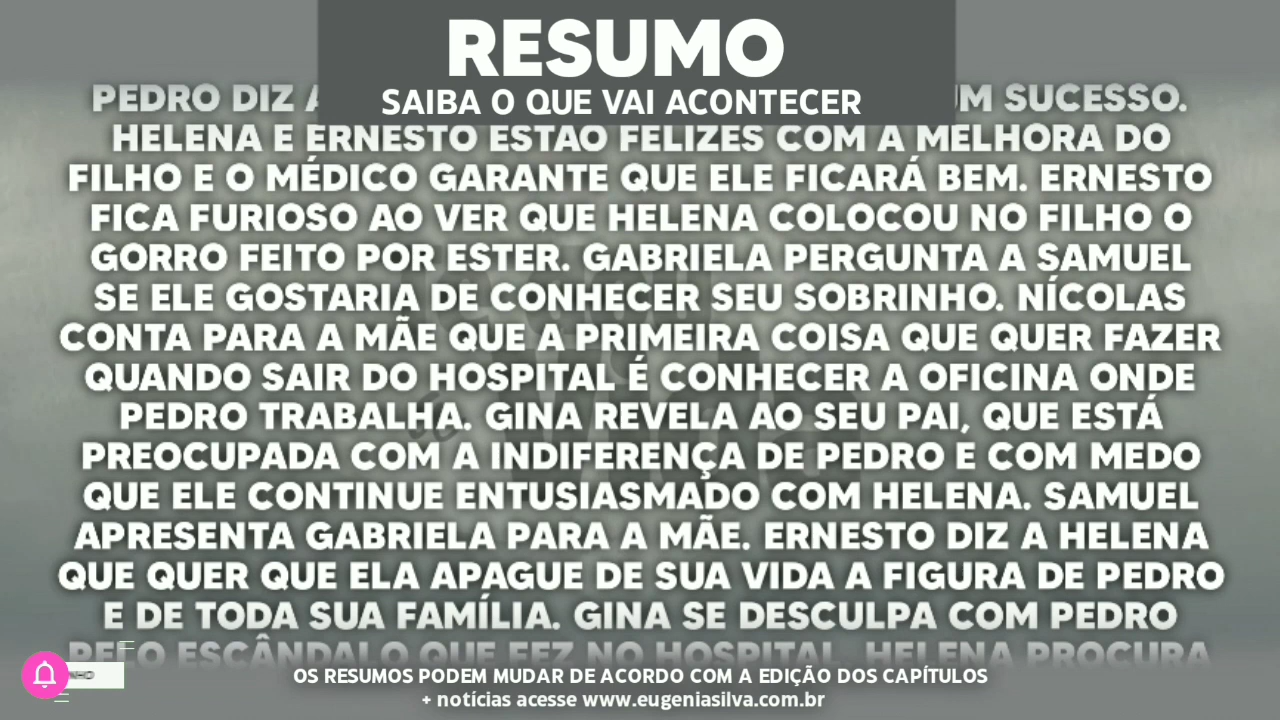 RESUMO
SAIBA O QUE VAI ACONTECER
PEDRO DIZ SUCESSO.
HELENA E ERNESTO ESTÃO FELIZES COM A MELHORA DO
FILHO E O MÉDICO GARANTE QUE ELE FICARÁ BEM. ERNESTO
FICA FURIOSO AO VER QUE HELENA COLOCOU NO FILHO O
GORRO FEITO POR ESTER. GABRIELA PERGUNTA A SAMUEL
SE ELE GOSTARIA DE CONHECER SEU SOBRINHO. NÍCOLAS
CONTA PARA A MÃE QUE A PRIMEIRA COISA QUE QUER FAZER
QUANDO SAIR DO HOSPITAL É CONHECER A OFICINA ONDE
PEDRO TRABALHA. GINA REVELA AO SEU PAI, QUE ESTÁ
PREOCUPADA COM A INDIFERENÇA DE PEDRO E COM MEDO
QUE ELE CONTINUE ENTUSIASMADO COM HELENA. SAMUEL
APRESENTA GABRIELA PARA A MÃE. ERNESTO DIZ A HELENA
QUE QUER QUE ELA APAGUE DE SUA VIDA A FIGURA DE PEDRO
E DE TODA SUA FAMÍLIA. GINA SE DESCULPA COM PEDRO
PELO ESCÂNDALO QUE FEZ NO HOSPITAL. HELENA PROCURA
OS RESUMOS PODEM MUDAR DE ACORDO COM A EDIÇÃO DOS CAPÍTULOS
+ notícias acesse www.eugeniasilva.com.br